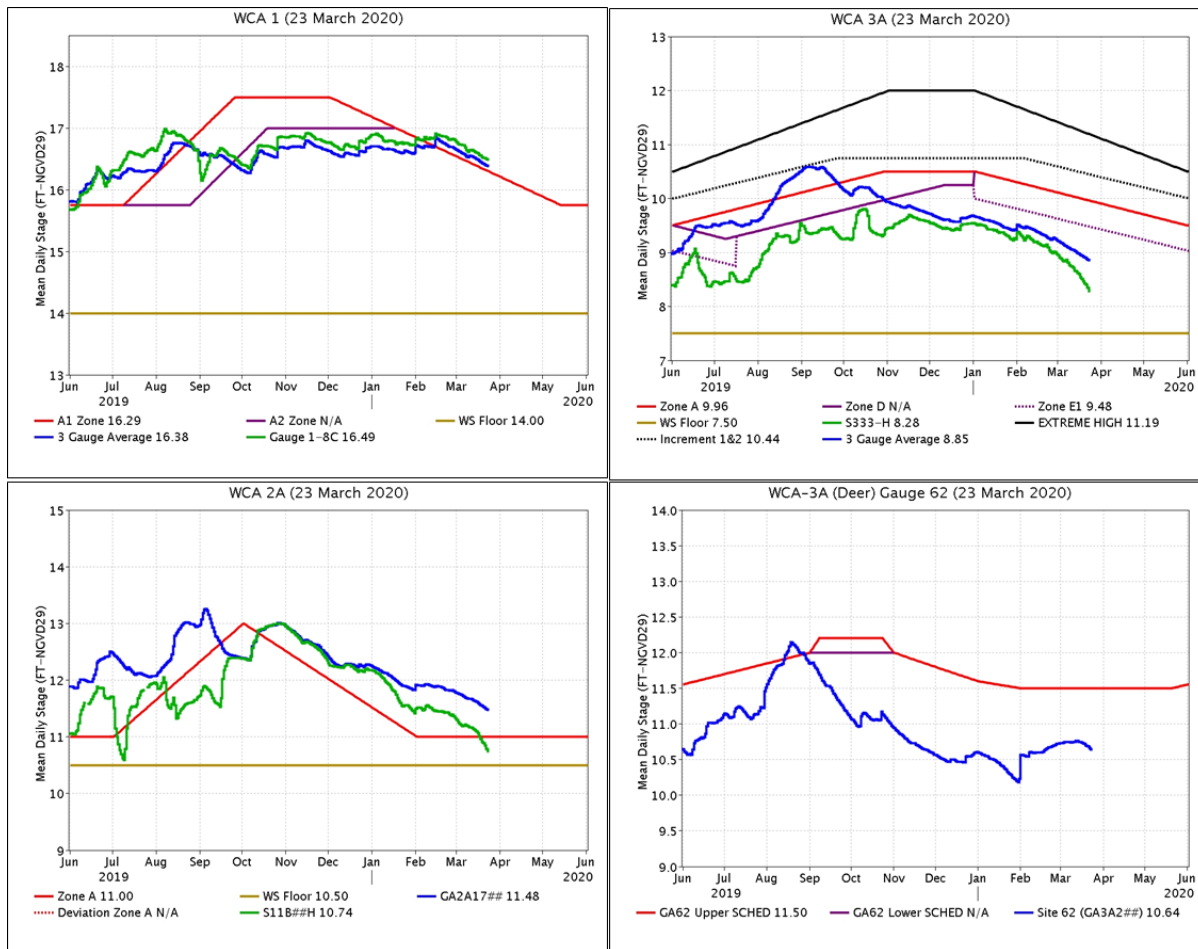 WCA 1 (23 March 2020)
Mean Daily Stage (FT-NGVD29)
18
17
16
15
14
13
Jun Jul Aug Sep Oct Nov Dec Jan Feb Mar Apr May Jun
2019 | 2020
A1 Zone 16.29 A2 Zone N/A WS Floor 14.00
3 Gauge Average 16.38 Gauge 1-8C 16.49
WCA 3A (23 March 2020)
Mean Daily Stage (FT-NGVD29)
13
12
11
10
9
8
7
Jun Jul Aug Sep Oct Nov Dec Jan Feb Mar Apr May Jun
2019 | 2020
Zone A 9.96 Zone D N/A Zone E1 9.48
WS Floor 7.50 S333-H 8.28 EXTREME HIGH 11.19
Increment 1&2 10.44 3 Gauge Average 8.85
WCA 2A (23 March 2020)
Mean Daily Stage (FT-NGVD29)
15
14
13
12
11
10
9
Jun Jul Aug Sep Oct Nov Dec Jan Feb Mar Apr May Jun
2019 | 2020
Zone A 11.00 WS Floor 10.50 GA2A17## 11.48
Deviation Zone A N/A S11B##H 10.74
WCA-3A (Deer) Gauge 62 (23 March 2020)
Mean Daily Stage (FT-NGVD29)
14.0
13.5
13.0
12.5
12.0
11.5
11.0
10.5
10.0
9.5
9.0
Jun Jul Aug Sep Oct Nov Dec Jan Feb Mar Apr May Jun
2019 | 2020
GA62 Upper SCHED 11.50 GA62 Lower SCHED N/A Site 62 (GA3A2##) 10.64